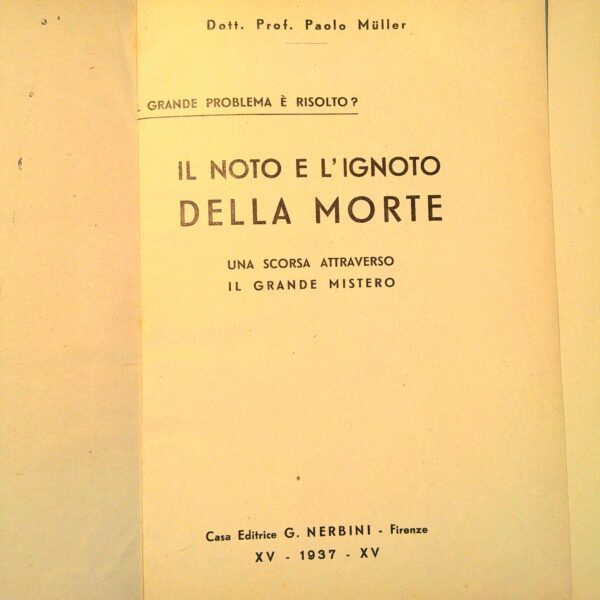 Dott. Prof. Paolo Müller
GRANDE PROBLEMA È RISOLTO?
IL NOTO E L'IGNOTO
DELLA MORTE
UNA SCORSA ATTRAVERSO
IL GRANDE MISTERO
Casa Editrice G. NERBINI - Firenze
XV - 1937 - XV